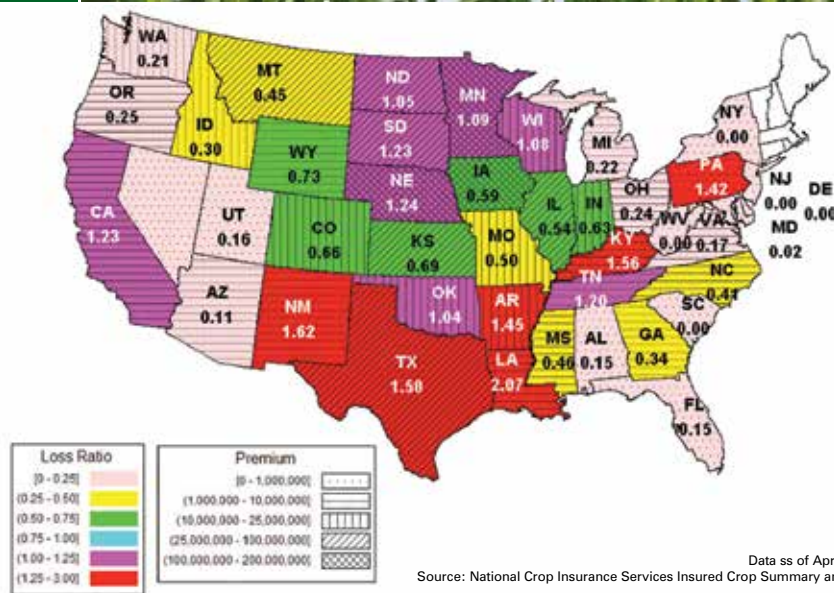 WA
0.21
OR
0.25
MT
0.45
ID
0.30
WY
0.73
ND
1.05
SD
1.23
NE
1.24
MN
1.09
WI
1.08
MI
0.22
NY
0.00
PA
1.42
NJ
0.00
DE
0.00
MD
0.02
CA
1.23
UT
0.16
CO
0.66
KS
0.69
IA
0.59
IL
0.54
IN
0.63
OH
0.24
WV
0.00
VA
0.17
MO
0.50
KY
1.56
TN
1.20
NC
0.41
SC
0.00
AZ
0.11
NM
1.62
OK
1.04
AR
1.45
TX
1.50
LA
2.07
MS
0.46
AL
0.15
GA
0.34
FL
0.15
Loss Ratio
[0 - 0.25]
(0.25 - 0.50]
(0.50 - 0.75]
(0.75 - 1.00]
(1.00 - 1.25]
(1.25 - 3.00]
Premium
[0 - 1,000,000]
(1,000,000 - 10,000,000]
(10,000,000 - 25,000,000]
(25,000,000 - 100,000,000]
(100,000,000 - 200,000,000]
Data ss of Apr
Source: National Crop Insurance Services Insured Crop Summary